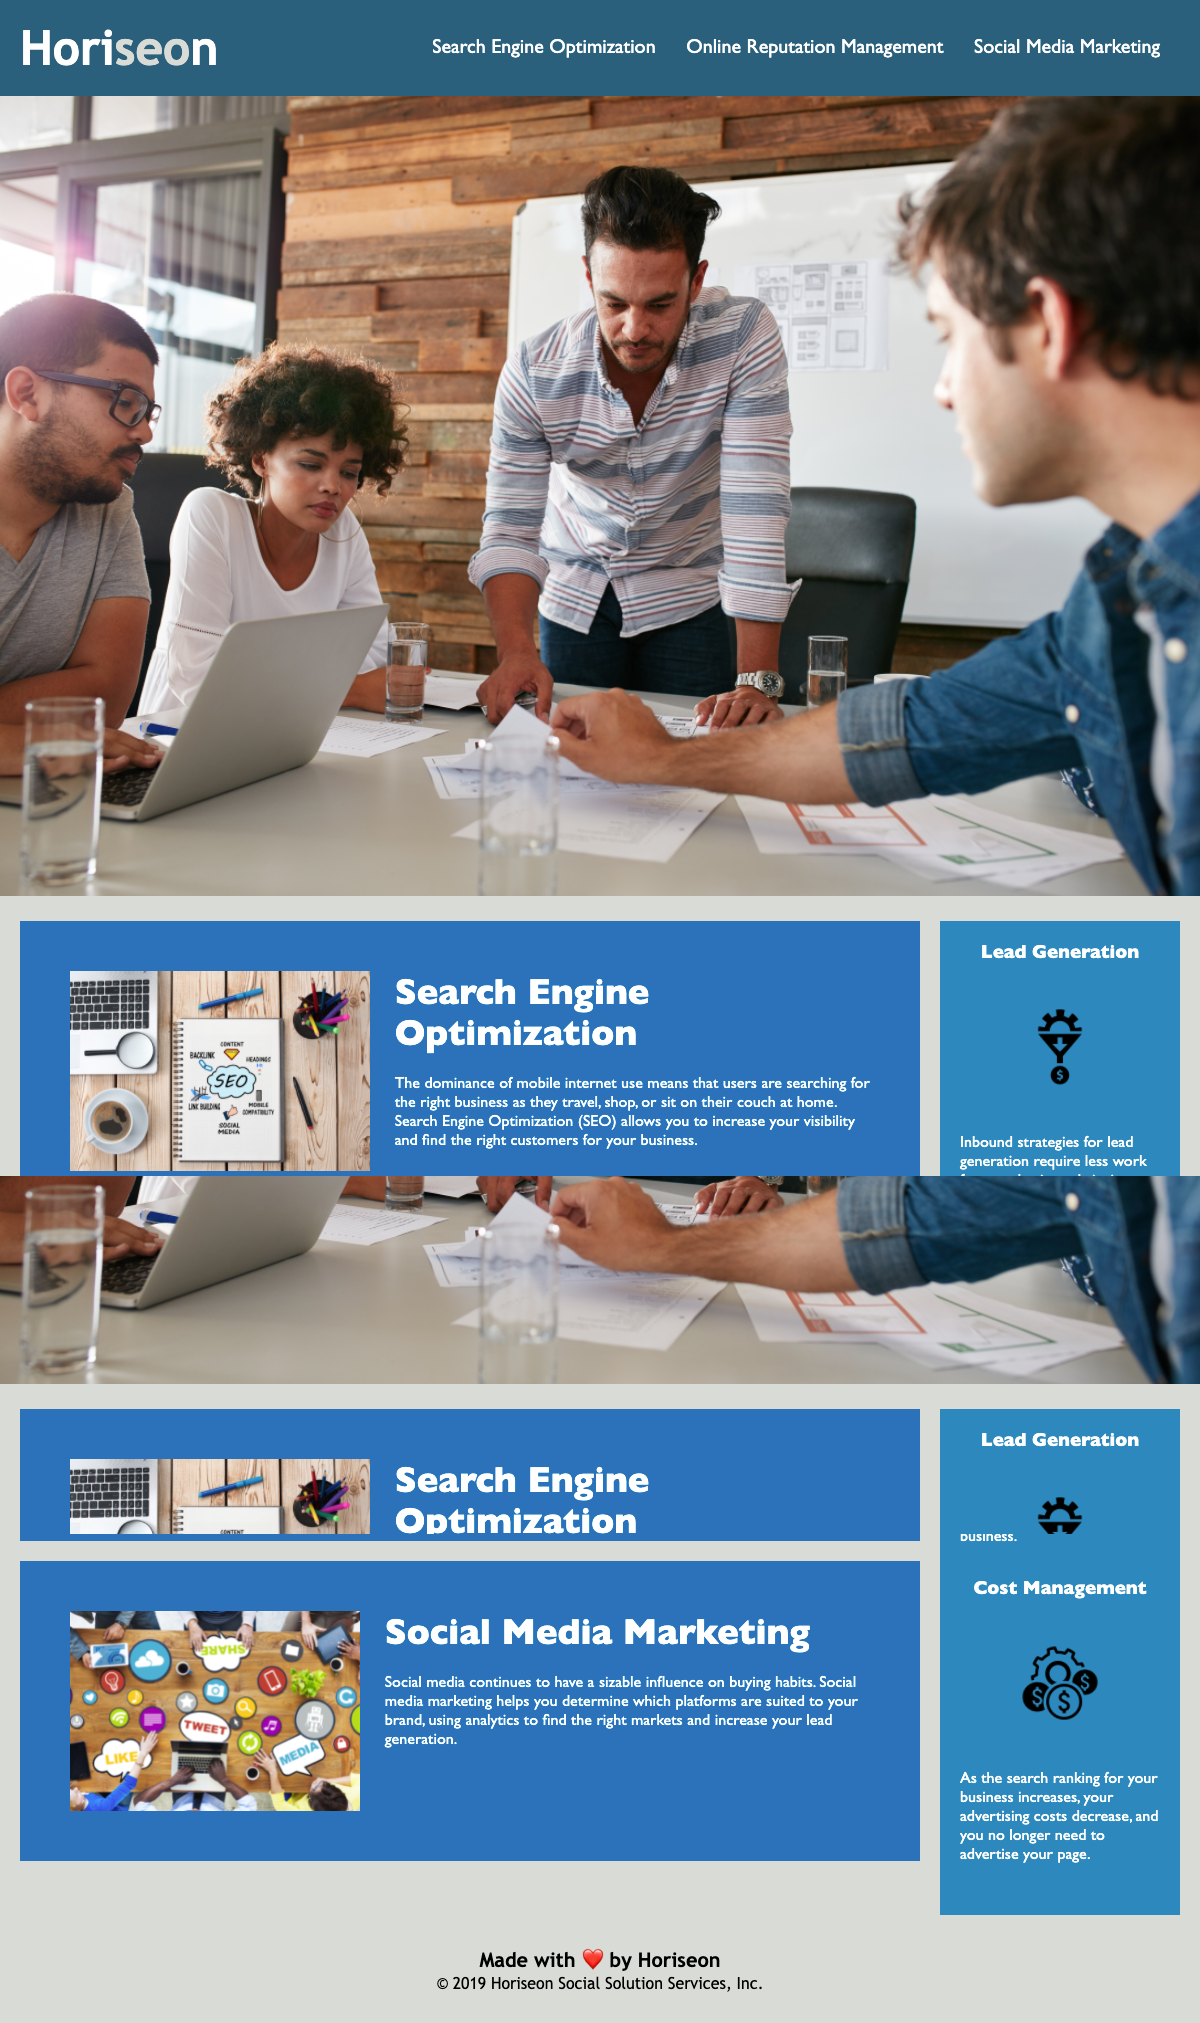 Horiseon
Search Engine Optimization
Online Reputation Management
Social Media Marketing
Search Engine
Optimization
The dominance of mobile internet use means that users are searching for
the right business as they travel, shop, or sit on their couch at home.
Search Engine Optimization (SEO) allows you to increase your visibility
and find the right customers for your business.
CONTENT
BACKLINK
HEADINGS
SEO
LINK BUILDING
MOBILE
COMPATIBILITY
SOCIAL
MEDIA
Lead Generation
$
Inbound strategies for lead
generation require less work
Search Engine
Optimization
CONTENT
Lead Generation
business.
Social Media Marketing
Social media continues to have a sizable influence on buying habits. Social
media marketing helps you determine which platforms are suited to your
brand, using analytics to find the right markets and increase your lead
generation.
SHARE
TWEET
LIKE
MEDIA
Cost Management
$ $ $
As the search ranking for your
business increases, your
advertising costs decrease, and
you no longer need to
advertise your page.
Made with ❤️ by Horiseon
© 2019 Horiseon Social Solution Services, Inc.